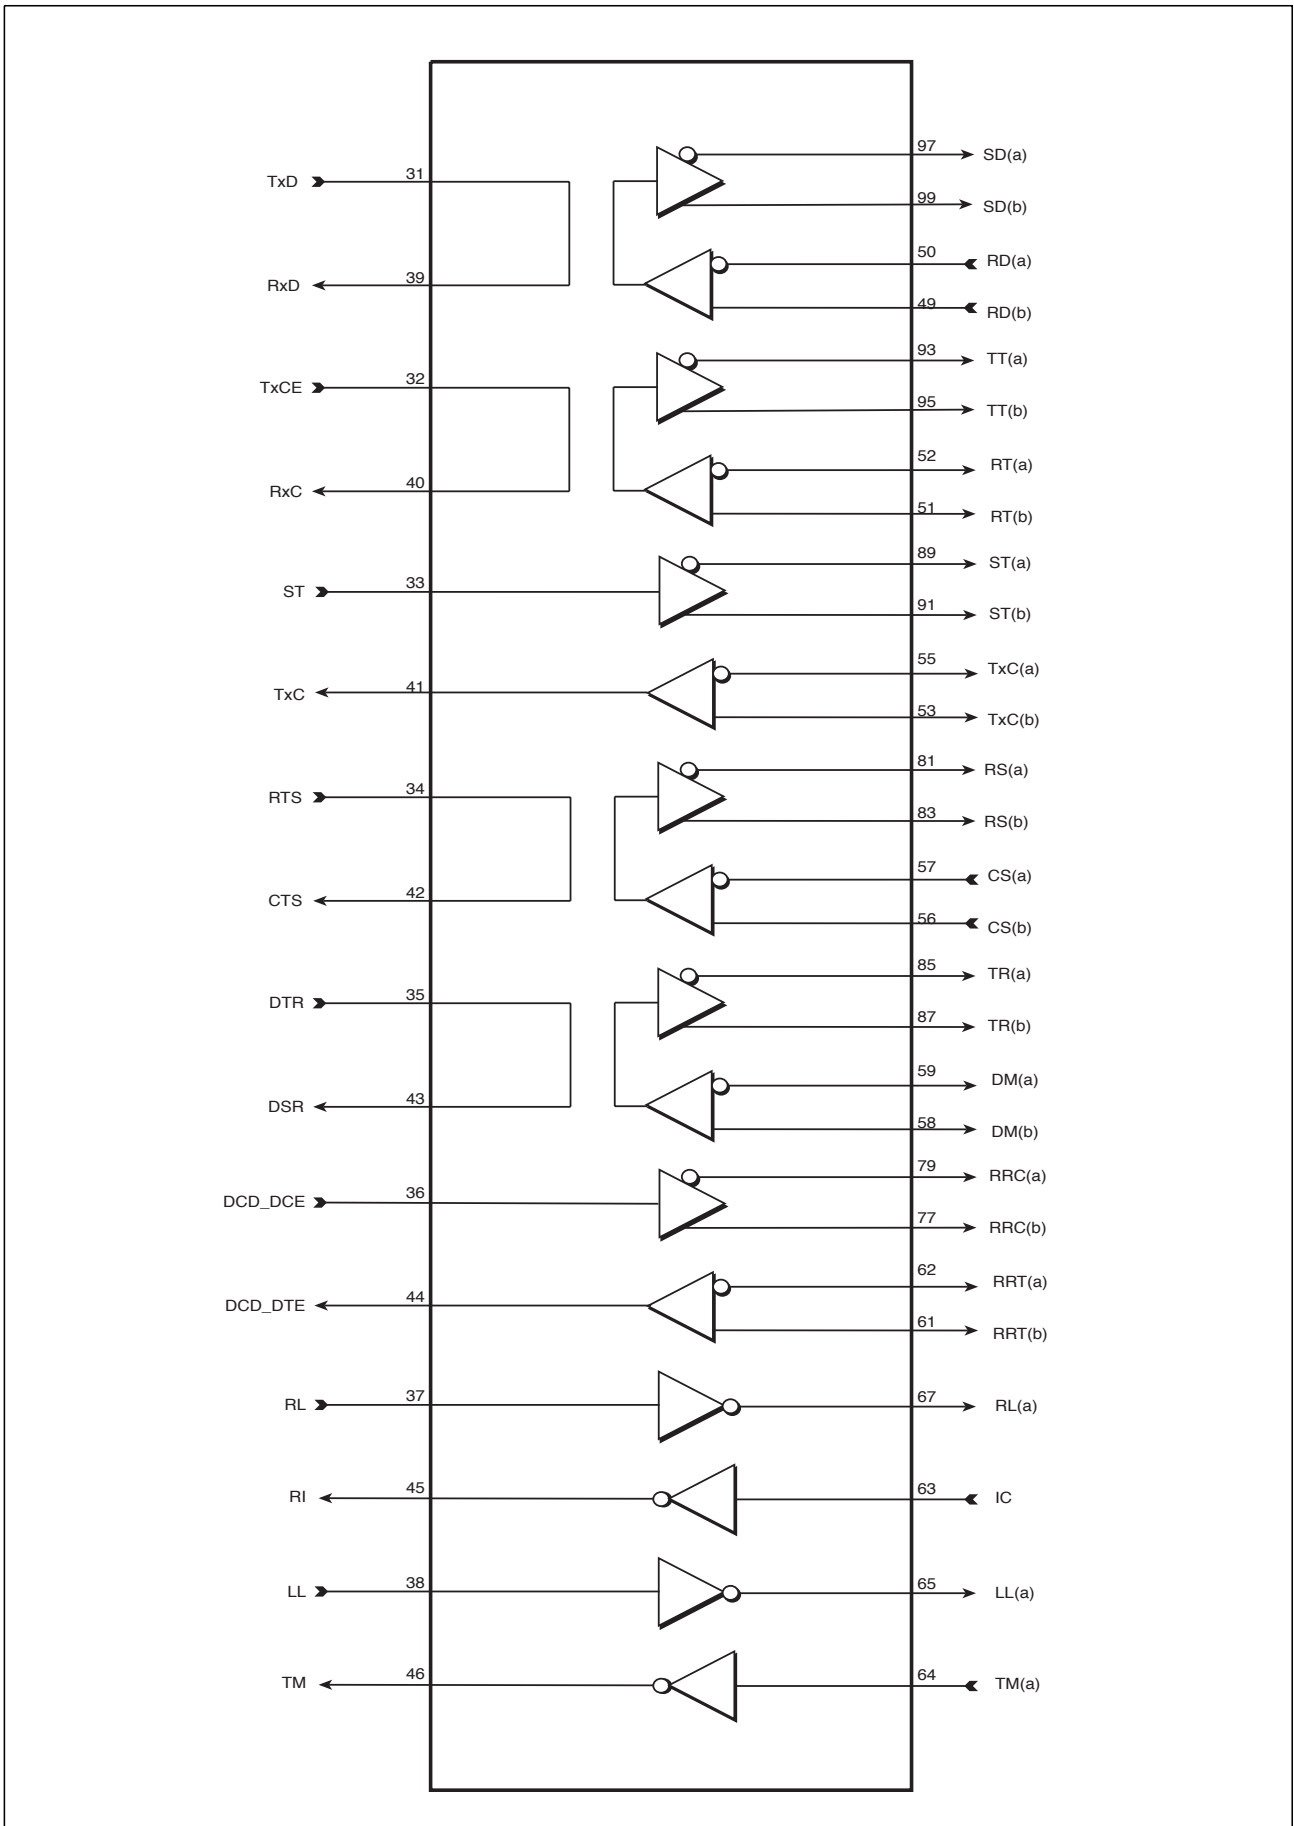 97 SD(a)
TxD 31
99 SD(b)
50 RD(a)
RxD 39
49 RD(b)
93 TT(a)
TxCE 32
95 TT(b)
52 RT(a)
RxC 40
51 RT(b)
89 ST(a)
ST 33
91 ST(b)
55 TxC(a)
TxC 41
53 TxC(b)
81 RS(a)
RTS 34
83 RS(b)
57 CS(a)
CTS 42
56 CS(b)
85 TR(a)
DTR 35
87 TR(b)
59 DM(a)
DSR 43
58 DM(b)
79 RRC(a)
DCD_DCE 36
77 RRC(b)
62 RRT(a)
DCD_DTE 44
61 RRT(b)
RL 37 67 RL(a)
RI 45 63 IC
LL 38 65 LL(a)
TM 46 64 TM(a)